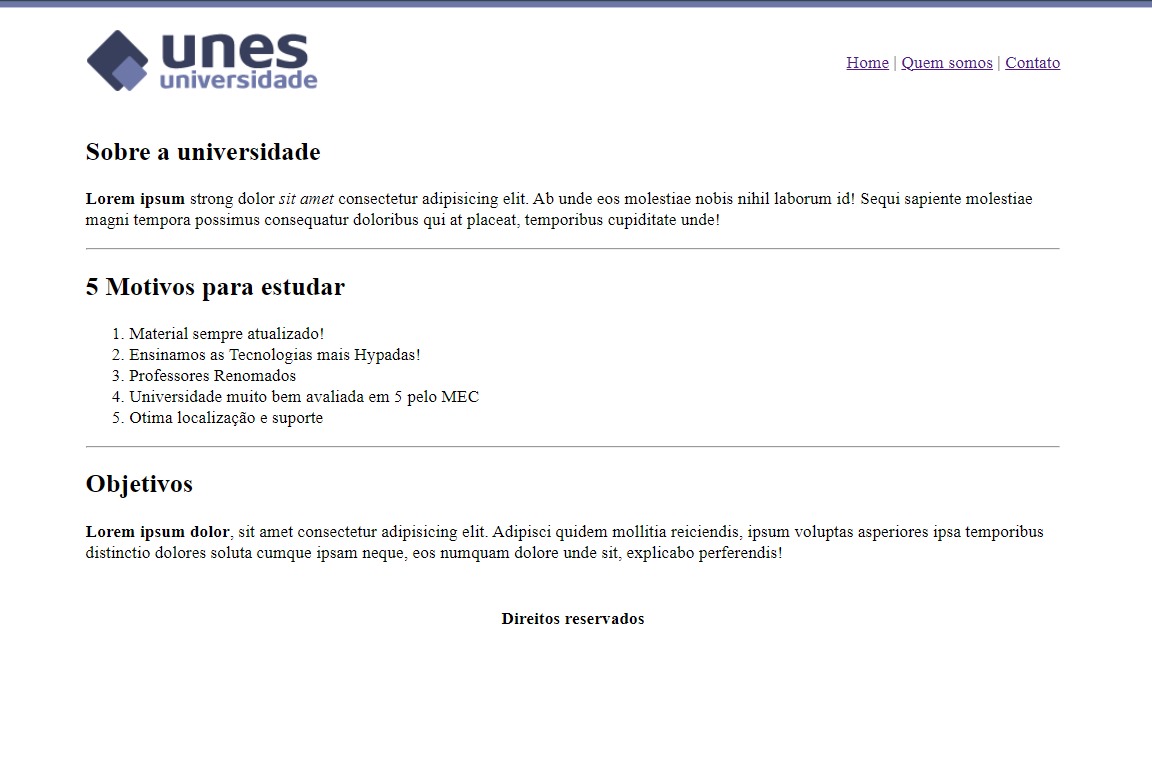 unes
universidade
Home | Quem somos | Contato
Sobre a universidade
Lorem ipsum strong dolor sit amet consectetur adipisicing elit. Ab unde eos molestiae nobis nihil laborum id! Sequi sapiente molestiae
magni tempora possimus consequatur doloribus qui at placeat, temporibus cupiditate unde!
5 Motivos para estudar
1. Material sempre atualizado!
2. Ensinamos as Tecnologias mais Hypadas!
3. Professores Renomados
4. Universidade muito bem avaliada em 5 pelo MEC
5. Otima localização e suporte
Objetivos
Lorem ipsum dolor, sit amet consectetur adipisicing elit. Adipisci quidem mollitia reiciendis, ipsum voluptas asperiores ipsa temporibus
distinctio dolores soluta cumque ipsam neque, eos numquam dolore unde sit, explicabo perferendis!
Direitos reservados